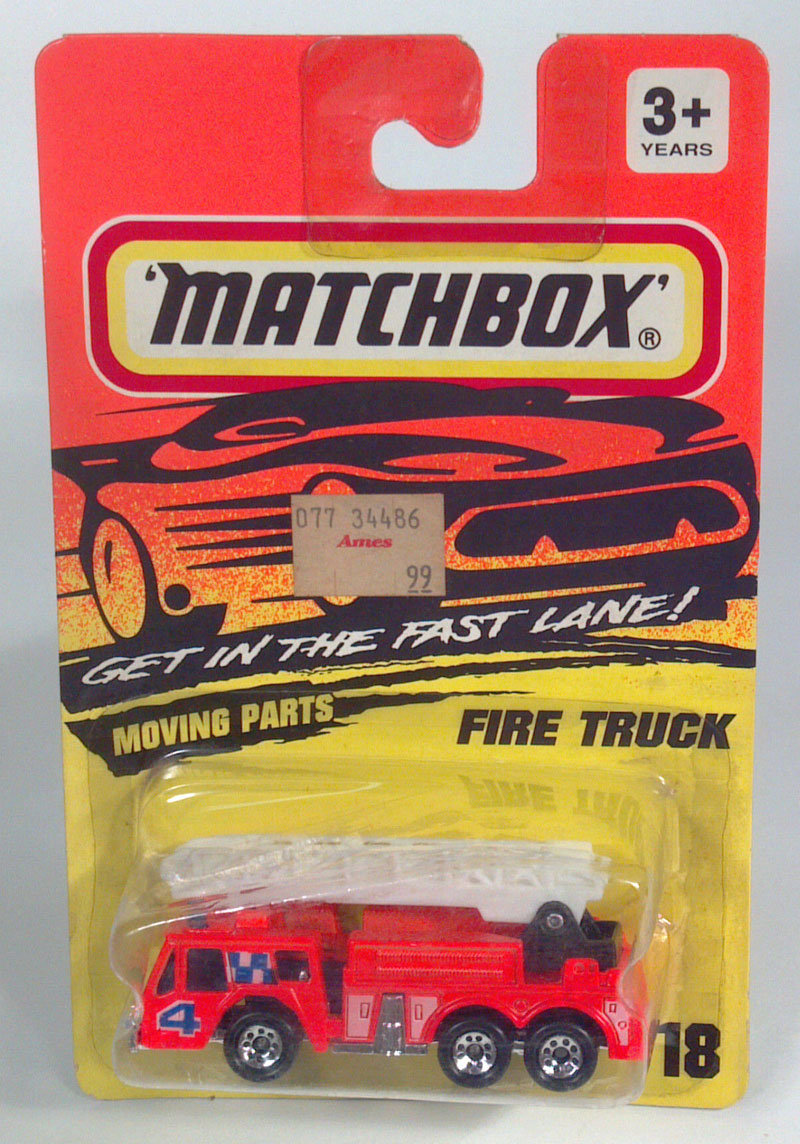 3+
YEARS
'MATCHBOX'®
077 34486
Ames
99
GET IN THE FAST LANE!
MOVING PARTS
FIRE TRUCK
4
18